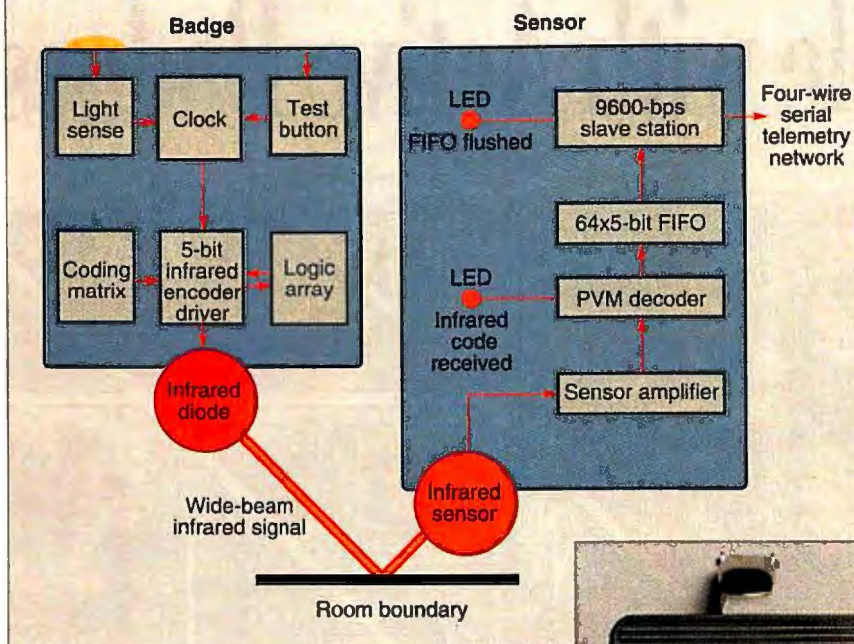 Badge
Light
sense
Clock
Test
button
Coding
matrix
5-bit
infrared
encoder
driver
Logic
array
Infrared
diode
Wide-beam
infrared signal
Room boundary
Sensor
LED
FIFO flushed
9600-bps
slave station
Four-wire
serial
telemetry
network
64x5-bit FIFO
LED
Infrared
code
received
PVM decoder
Sensor amplifier
Infrared
sensor